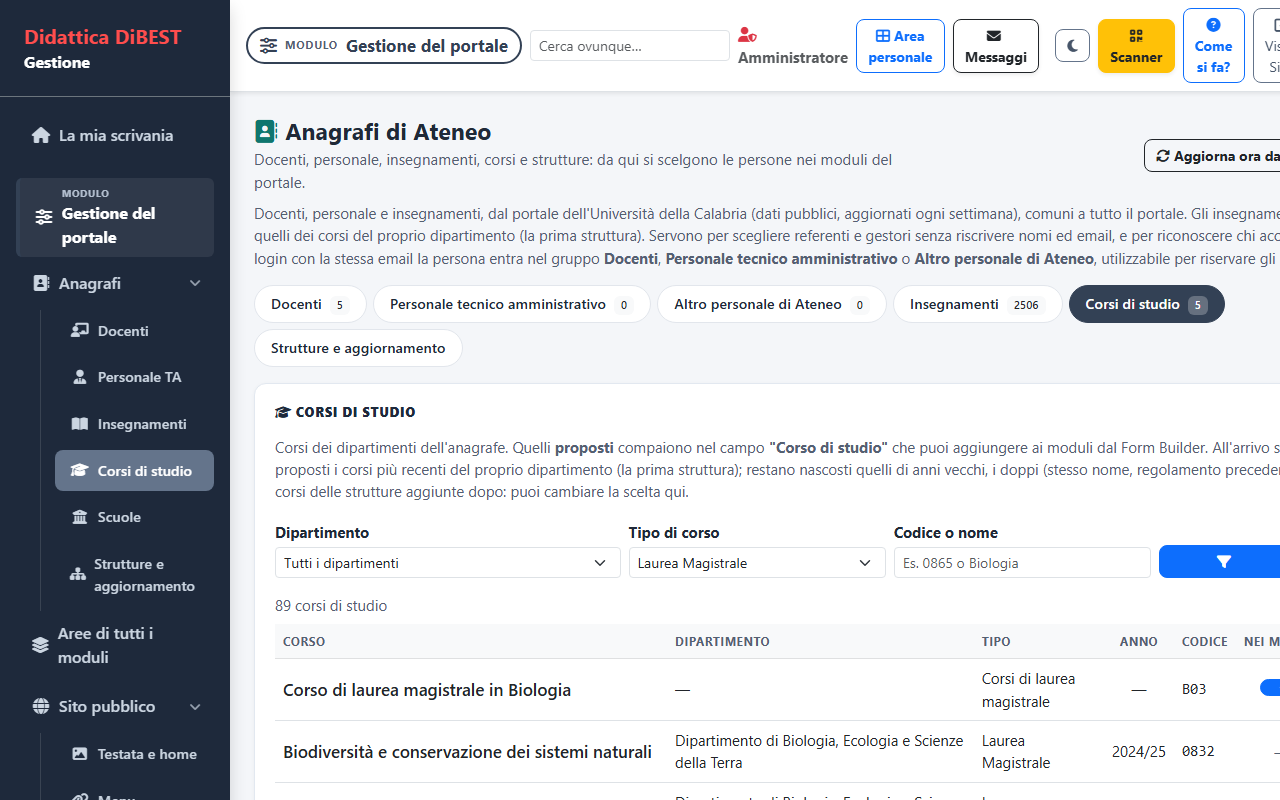 Didattica DiBEST
Gestione
La mia scrivania
MODULO
Gestione del
portale
Anagrafi
Docenti
Personale TA
Insegnamenti
Corsi di studio
Scuole
Strutture e
aggiornamento
Aree di tutti i
moduli
Sito pubblico
Testata e home
Menu
MODULO Gestione del portale
Cerca ovunque...
Amministratore
Area
personale
Messaggi
Scanner
Come
si fa?
Anagrafi di Ateneo
Docenti, personale, insegnamenti, corsi e strutture: da qui si scelgono le persone nei moduli del
portale.
Aggiorna ora da
Docenti, personale e insegnamenti, dal portale dell'Università della Calabria (dati pubblici, aggiornati ogni settimana), comuni a tutto il portale. Gli
quelli dei corsi del proprio dipartimento (la prima struttura). Servono per scegliere referenti e gestori senza riscrivere nomi ed email, e per riconoscere chi
login con la stessa email la persona entra nel gruppo Docenti, Personale tecnico amministrativo o Altro personale di Ateneo, utilizzabile per riservare gli
Docenti 5
Personale tecnico amministrativo 0
Altro personale di Ateneo 0
Insegnamenti 2506
Corsi di studio 5
Strutture e aggiornamento
CORSI DI STUDIO
Corsi dei dipartimenti dell'anagrafe. Quelli proposti compaiono nel campo "Corso di studio" che puoi aggiungere ai moduli dal Form Builder. All'arrivo
proposti i corsi più recenti del proprio dipartimento (la prima struttura); restano nascosti quelli di anni vecchi, i doppi (stesso nome, regolamento
corsi delle strutture aggiunte dopo: puoi cambiare la scelta qui.
Dipartimento
Tutti i dipartimenti
Tipo di corso
Laurea Magistrale
Codice o nome
Es. 0865 o Biologia
89 corsi di studio
CORSO DIPARTIMENTO TIPO ANNO CODICE NEI
Corso di laurea magistrale in Biologia — Corsi di laurea magistrale — B03
Biodiversità e conservazione dei sistemi naturali Dipartimento di Biologia, Ecologia e Scienze della Terra Laurea Magistrale 2024/25 0832